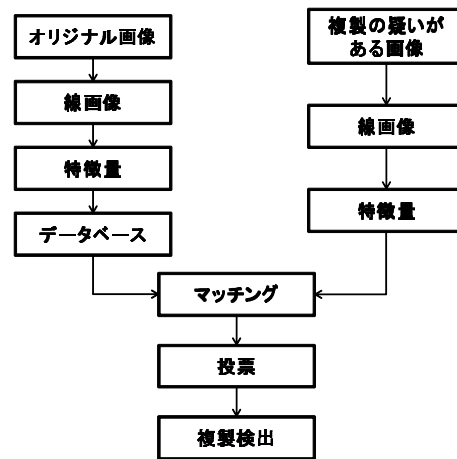 オリジナル画像
線画像
特徴量
データベース
複製の疑いが
ある画像
線画像
特徴量
マッチング
投票
複製検出